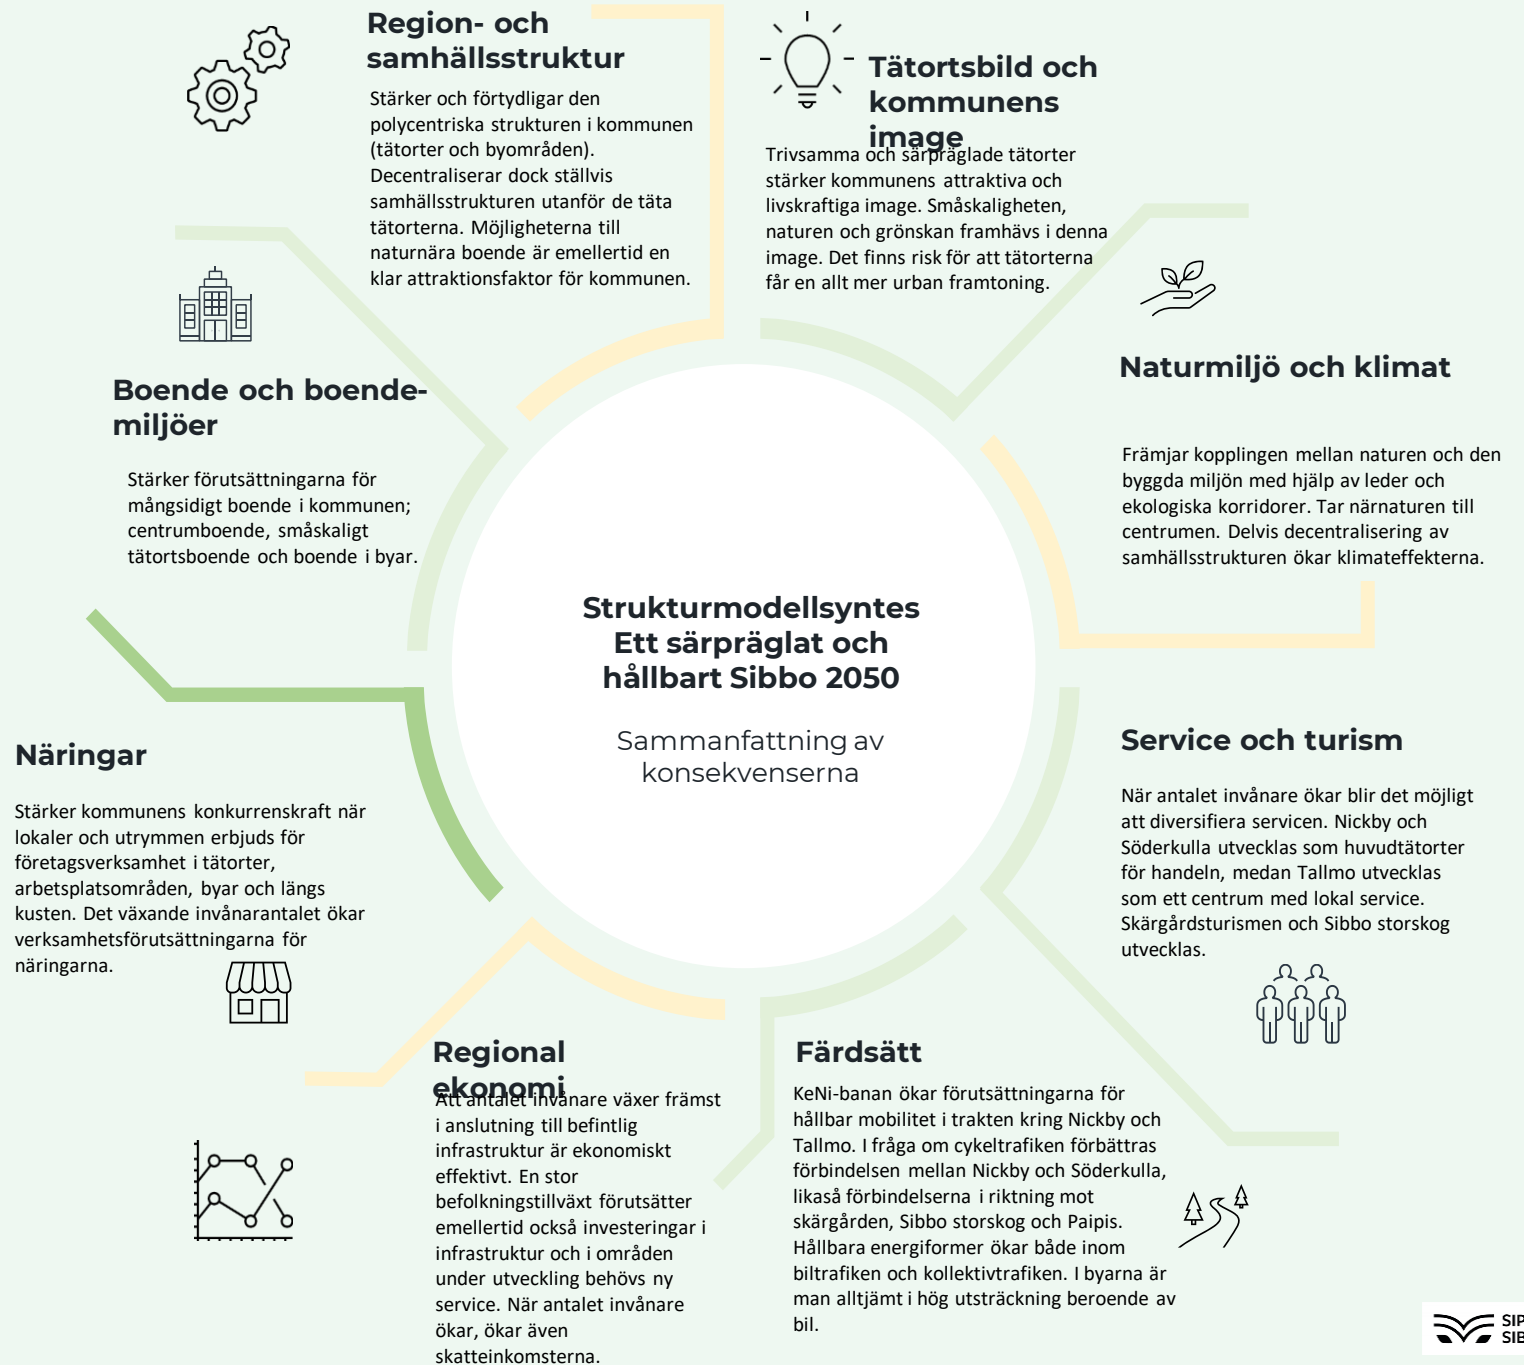 Region- och
samhällsstruktur
Stärker och förtydligar den
polycentriska strukturen i kommunen
(tätorter och byområden).
Decentraliserar dock ställvis
samhällsstrukturen utanför de täta
tätorterna. Möjligheterna till
naturnära boende är emellertid en
klar attraktionsfaktor för kommunen.
Tätortsbild och
kommunens
image
Trivsamma och särpräglade tätorter
stärker kommunens attraktiva och
livskraftiga image. Småskaligheten,
naturen och grönskan framhävs i denna
image. Det finns risk för att tätorterna
får en allt mer urban framtoning.
Boende och boende-
miljöer
Stärker förutsättningarna för
mångsidigt boende i kommunen;
centrumboende, småskaligt
tätortsboende och boende i byar.
Naturmiljö och klimat
Främjar kopplingen mellan naturen och den
byggda miljön med hjälp av leder och
ekologiska korridorer. Tar närnaturen till
centrumen. Delvis decentralisering av
samhällsstrukturen ökar klimateffekterna.
Strukturmodellsyntes
Ett särpräglat och
hållbart Sibbo 2050
Sammanfattning av
konsekvenserna
Näringar
Stärker kommunens konkurrenskraft när
lokaler och utrymmen erbjuds för
företagsverksamhet i tätorter,
arbetsplatsområden, byar och längs
kusten. Det växande invånarantalet ökar
verksamhetsförutsättningarna för
näringarna.
Service och turism
När antalet invånare ökar blir det möjligt
att diversifiera servicen. Nickby och
Söderkulla utvecklas som huvudtätorter
för handeln, medan Tallmo utvecklas
som ett centrum med lokal service.
Skärgårdsturismen och Sibbo storskog
utvecklas.
Regional
ekonomi
Att antalet invånare växer främst
i anslutning till befintlig
infrastruktur är ekonomiskt
effektivt. En stor
befolkningstillväxt förutsätter
emellertid också investeringar i
infrastruktur och i områden
under utveckling behövs ny
service. När antalet invånare
ökar, ökar även
skatteinkomsterna.
Färdsätt
KeNi-banan ökar förutsättningarna för
hållbar mobilitet i trakten kring Nickby och
Tallmo. I fråga om cykeltrafiken förbättras
förbindelsen mellan Nickby och Söderkulla,
likaså förbindelserna i riktning mot
skärgården, Sibbo storskog och Paipis.
Hållbara energiformer ökar både inom
biltrafiken och kollektivtrafiken. I byarna är
man alltjämt i hög utsträckning beroende av
bil.
SIP
SIB